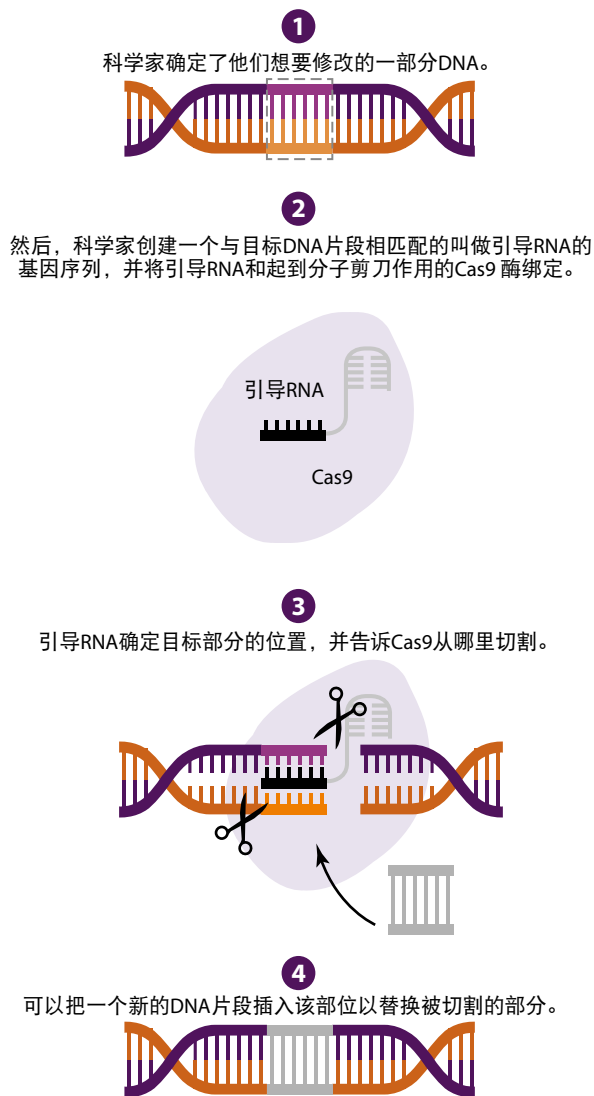 1
科学家确定了他们想要修改的一部分DNA。
2
然后，科学家创建一个与目标DNA片段相匹配的叫做引导RNA的
基因序列，并将引导RNA和起到分子剪刀作用的Cas9 酶绑定。
引导RNA
Cas9
3
引导RNA确定目标部分的位置，并告诉Cas9从哪里切割。
4
可以把一个新的DNA片段插入该部位以替换被切割的部分。